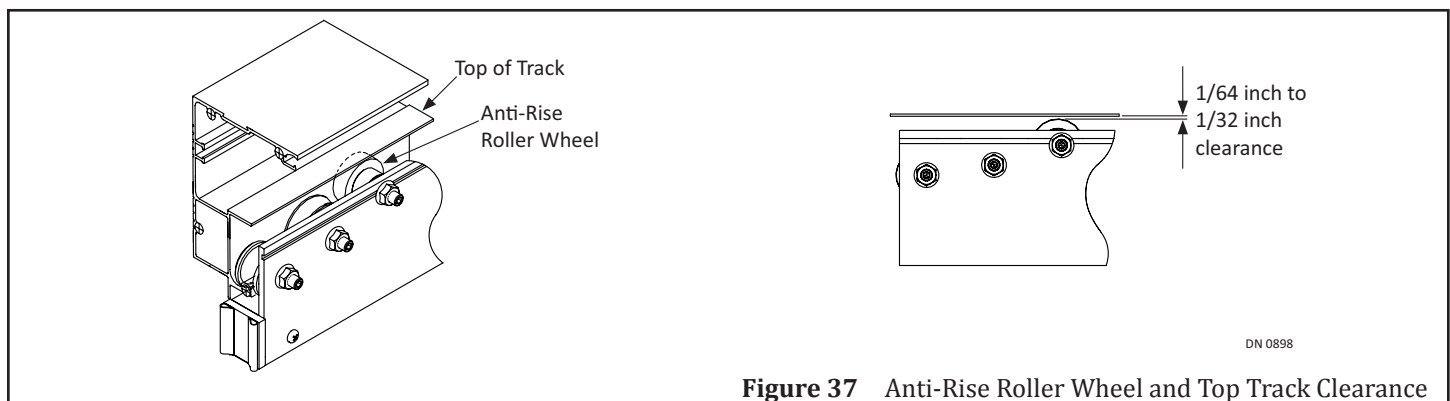 Top of Track
Anti-Rise
Roller Wheel
1/64 inch to
1/32 inch
clearance
DN 0898
Figure 37 Anti-Rise Roller Wheel and Top Track Clearance